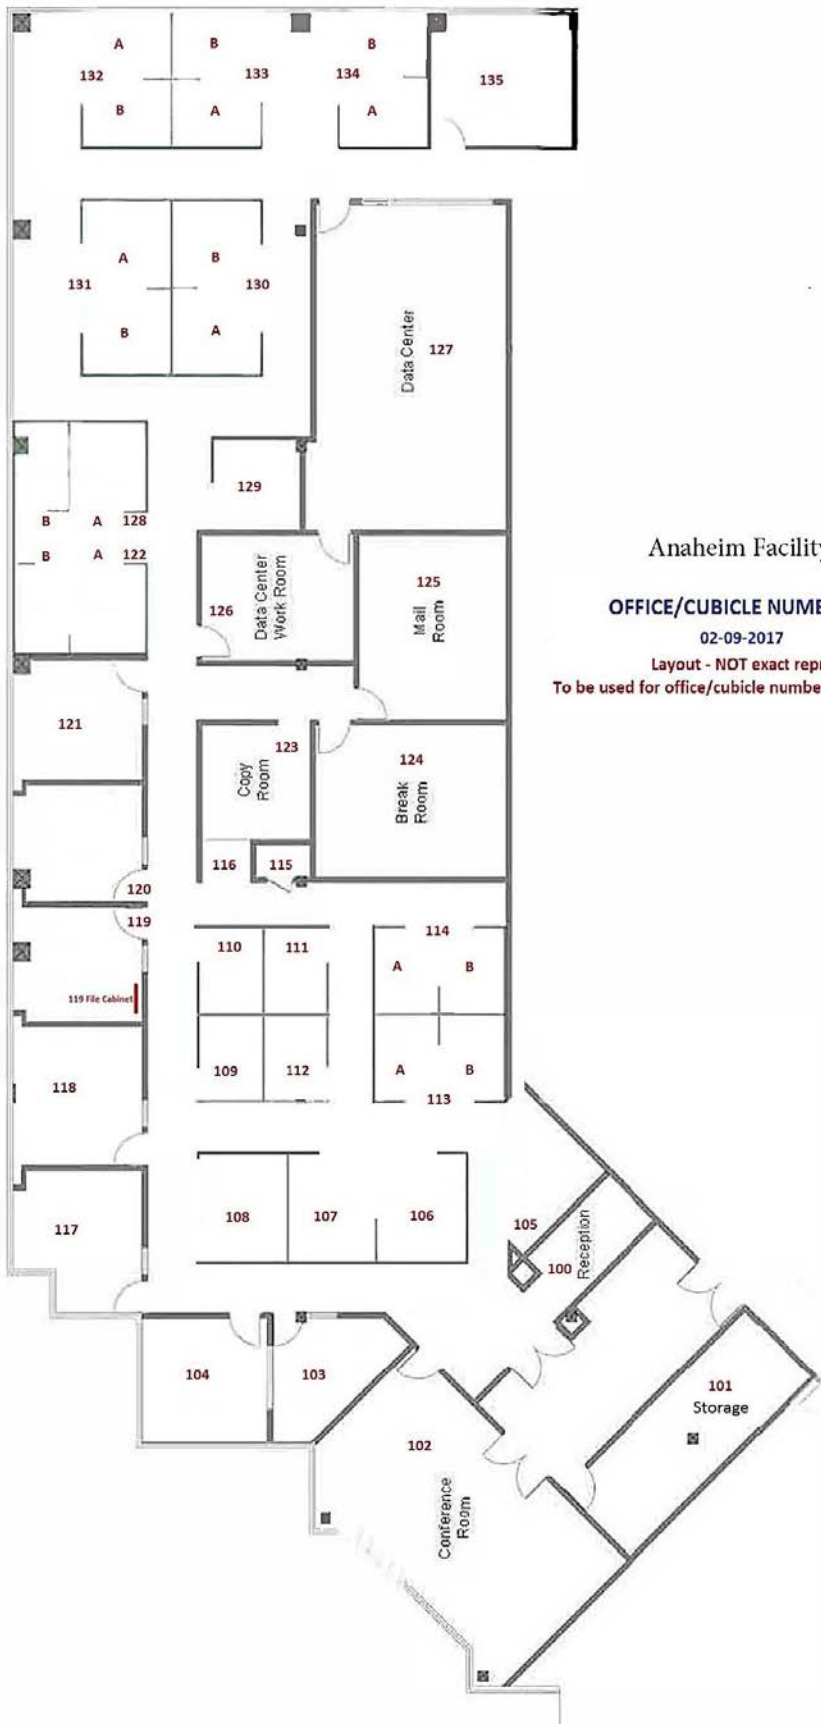 A
B
B
132
133
134
135
B
A
A
A
B
131
130
B
A
Data Center
127
129
B A 128
B A 122
126
Data Center
Work Room
125
Mail
Room
Anaheim Facility
OFFICE/CUBICLE NUMBE
02-09-2017
Layout - NOT exact repr
To be used for office/cubicle numbe
121
123
Copy
Room
124
Break
Room
116
115
120
119
119 File Cabinet
110
111
114
A
B
109
112
A
B
113
118
117
108
107
106
105
100
Reception
104
103
101
Storage
102
Conference
Room